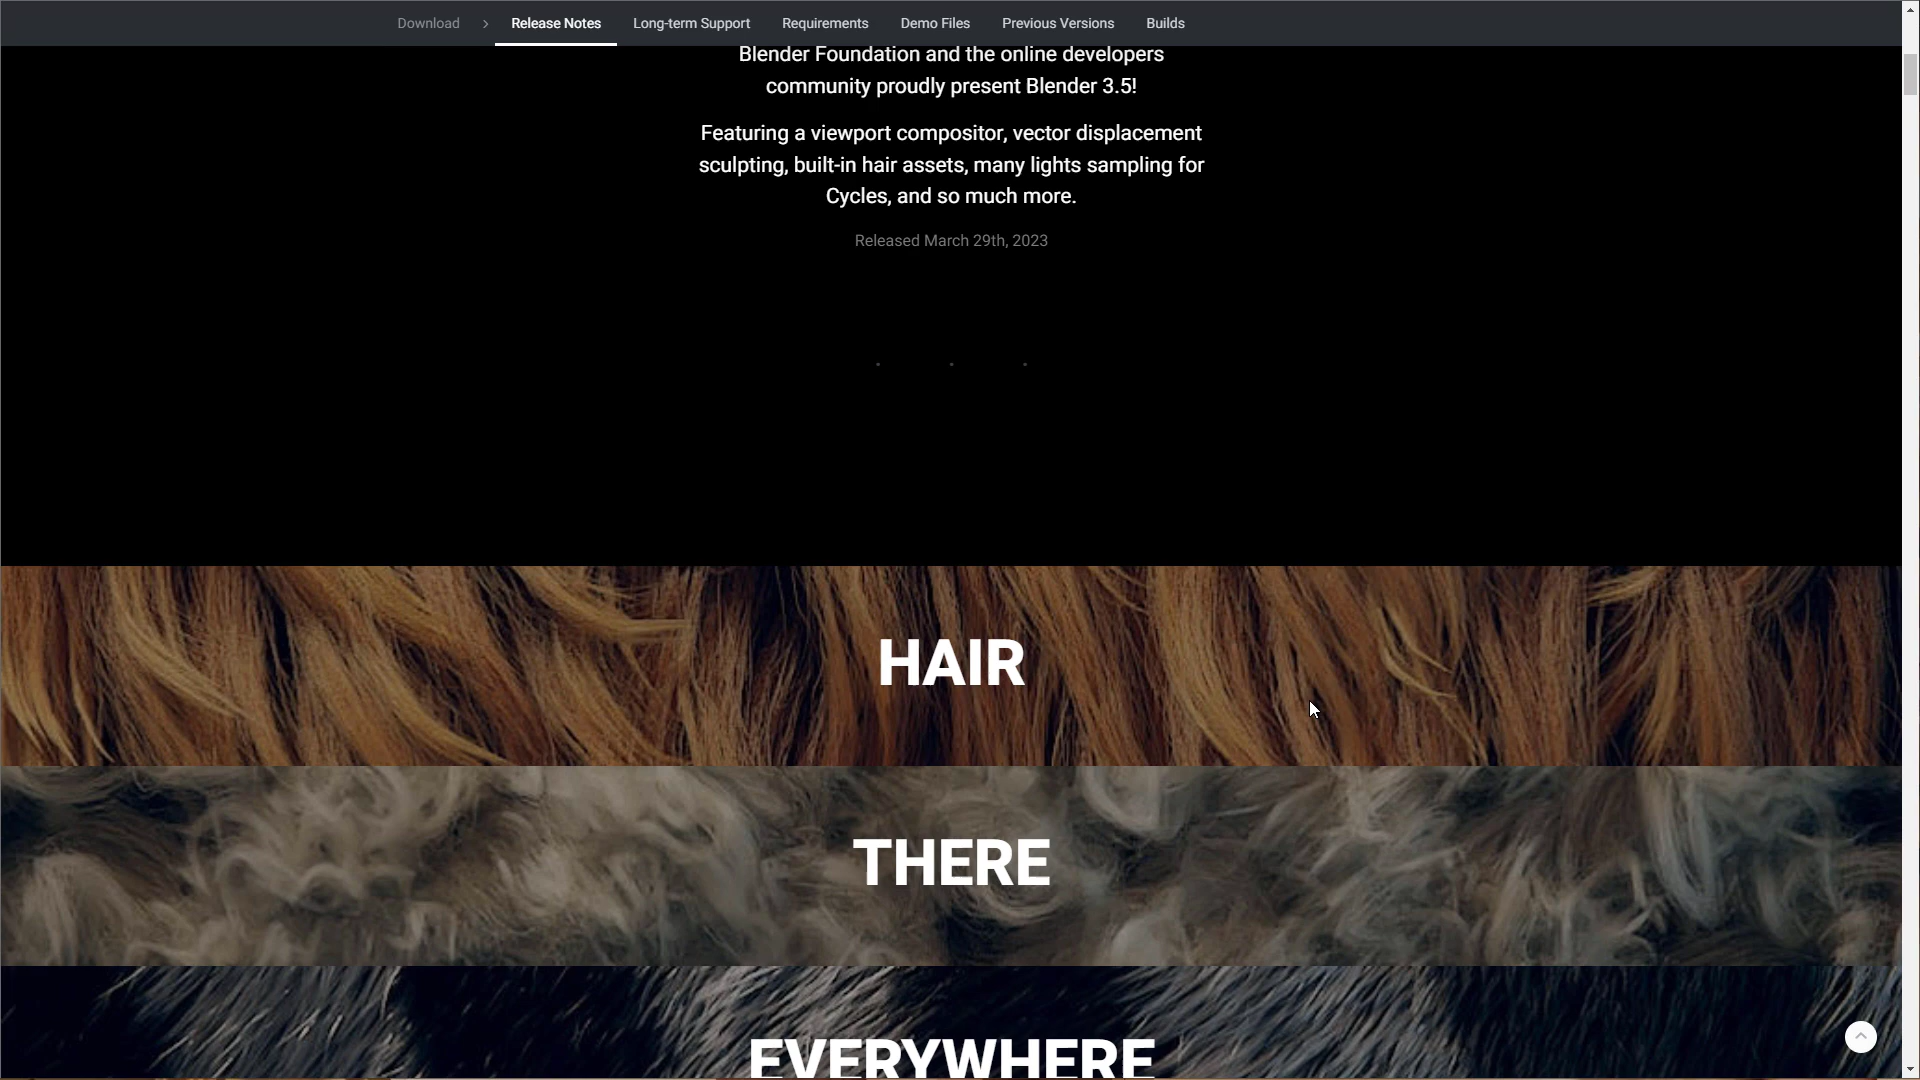 Download > Release Notes Long-term Support Requirements Demo Files Previous Versions Builds
Blender Foundation and the online developers
community proudly present Blender 3.5!
Featuring a viewport compositor, vector displacement
sculpting, built-in hair assets, many lights sampling for
Cycles, and so much more.
Released March 29th, 2023
HAIR
THERE
EVERYWHERE